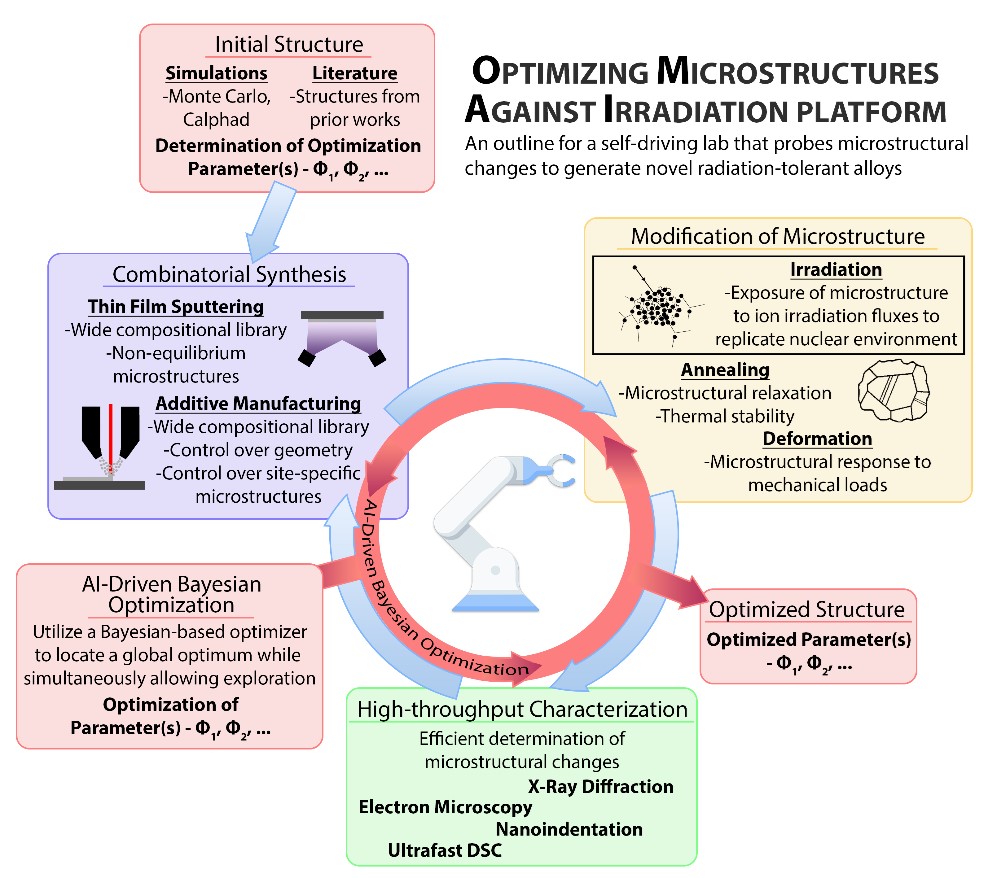 OPTIMIZING MICROSTRUCTURES
AGAINST IRRADIATION PLATFORM
An outline for a self-driving lab that probes microstructural
changes to generate novel radiation-tolerant alloys
Initial Structure
Simulations
-Monte Carlo,
Calphad
Literature
-Structures from
prior works
Determination of Optimization
Parameter(s) - Φ₁, Φ₂, ...
Combinatorial Synthesis
Thin Film Sputtering
-Wide compositional library
-Non-equilibrium
microstructures
Additive Manufacturing
-Wide compositional library
-Control over geometry
-Control over site-specific
microstructures
Modification of Microstructure
Irradiation
-Exposure of microstructure
to ion irradiation fluxes to
replicate nuclear environment
Annealing
-Microstructural relaxation
-Thermal stability
Deformation
-Microstructural response to
mechanical loads
AI-Driven Bayesian Optimization
AI-Driven Bayesian
Optimization
Utilize a Bayesian-based optimizer
to locate a global optimum while
simultaneously allowing exploration
Optimization of
Parameter(s) - Φ₁, Φ₂, ...
Optimized Structure
Optimized Parameter(s)
- Φ₁, Φ₂, ...
High-throughput Characterization
Efficient determination of
microstructural changes
X-Ray Diffraction
Electron Microscopy
Nanoindentation
Ultrafast DSC